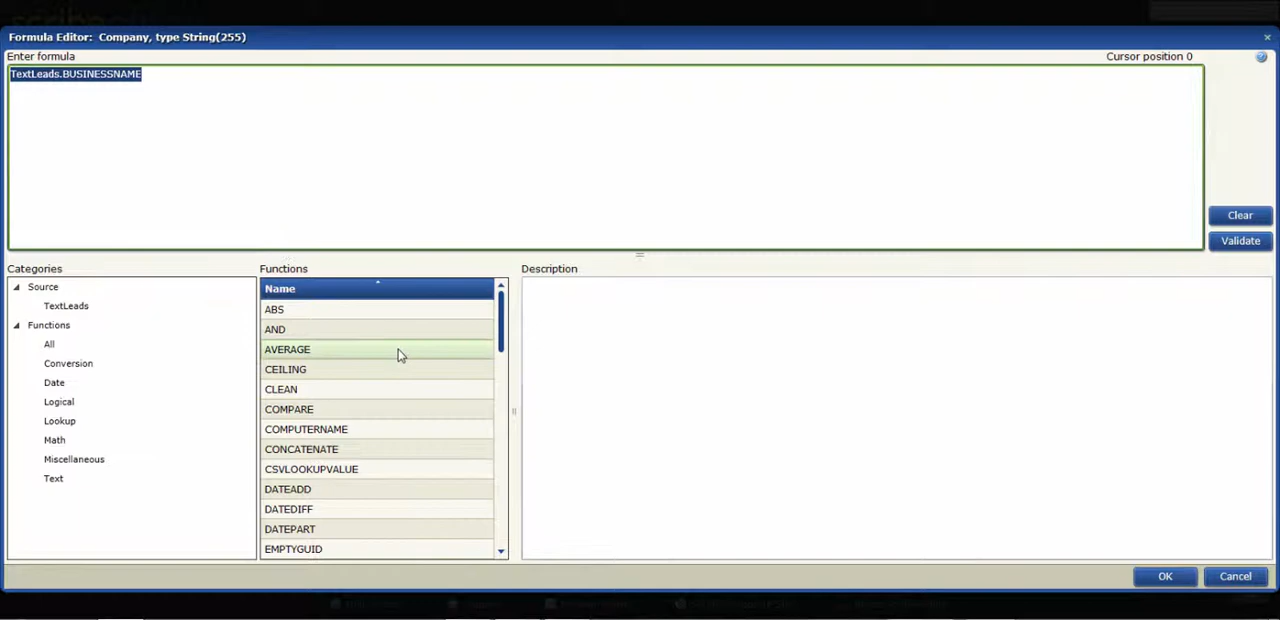 Formula Editor: Company, type String(255)
Enter formula
Cursor position 0
TextLeads.BUSINESSNAME
Clear
Validate
Categories
Source
TextLeads
Functions
All
Conversion
Date
Logical
Lookup
Math
Miscellaneous
Text
Functions
Name
ABS
AND
AVERAGE
CEILING
CLEAN
COMPARE
COMPUTERNAME
CONCATENATE
CSVLOOKUPVALUE
DATEADD
DATEDIFF
DATEPART
EMPTYGUID
Description
OK
Cancel